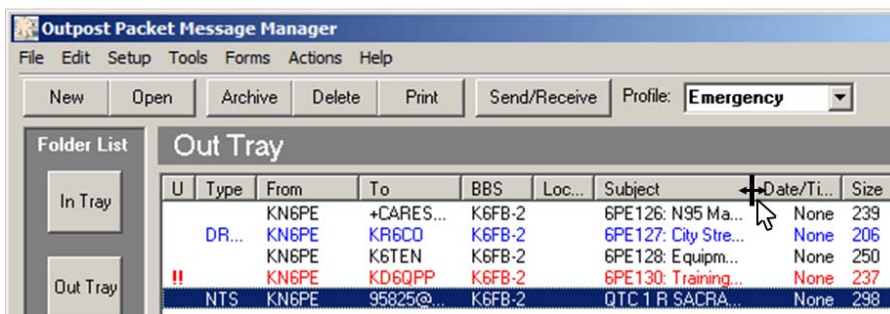 Outpost Packet Message Manager
File Edit Setup Tools Forms Actions Help
New Open Archive Delete Print Send/Receive Profile: Emergency
Folder List Out Tray
In Tray
Out Tray
U Type From To BBS Loc... Subject Date/Ti... Size
KN6PE +CARES... K6FB-2 6PE126: N95 Ma... None 239
DR... KN6PE KR6CO K6FB-2 6PE127: City Stre... None 206
KN6PE K6TEN K6FB-2 6PE128: Equipm... None 250
!! KN6PE KD6QPP K6FB-2 6PE130: Training... None 237
NTS KN6PE 95825@... K6FB-2 QTC 1 R SACRA... None 298